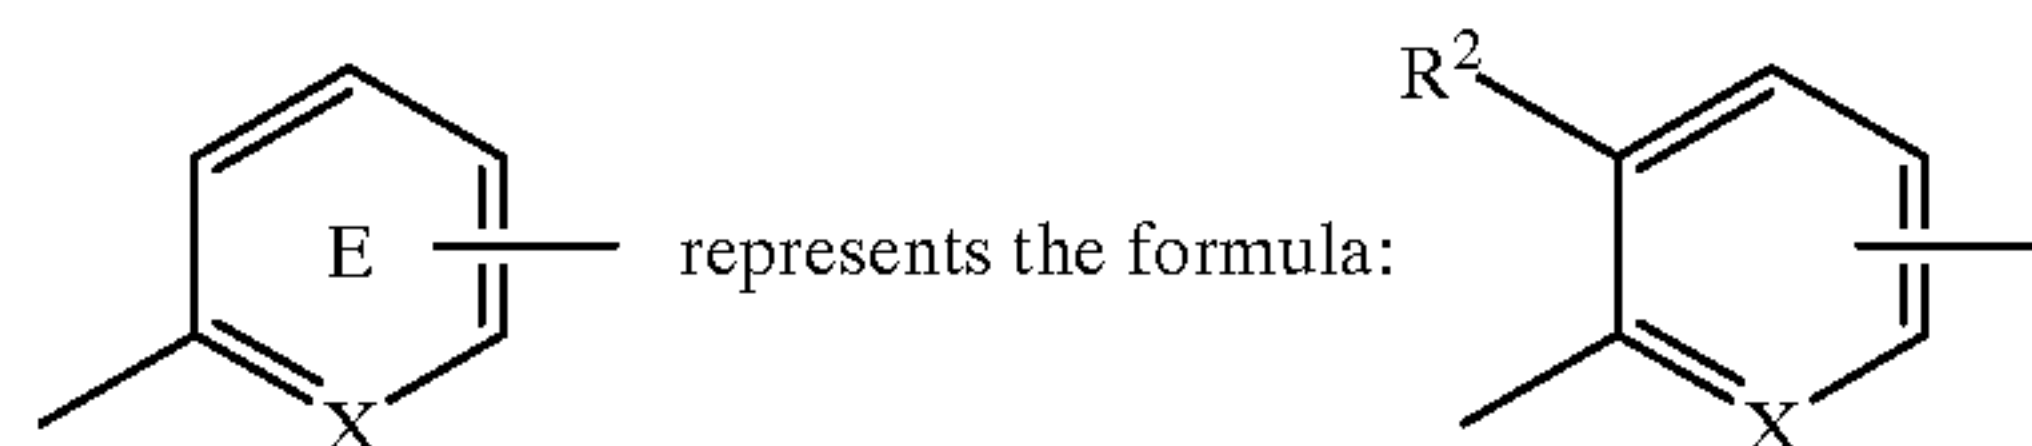 R²
E represents the formula:
X X